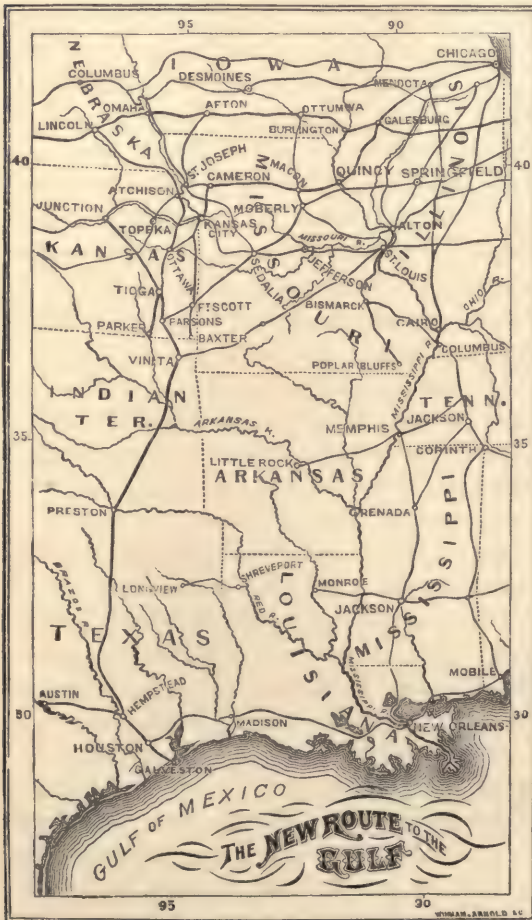 95 90
CHICAGO
NEBRASKA
IOWA
COLUMBUS
DESMOINES
MENDOTA
ILLINOIS
OMAHA
AFTON
OTTUMWA
GALESBURG
LINCOLN
BURLINGTON
40 40
ST JOSEPH
MACON
CAMERON
QUINCY
SPRINGFIELD
ATCHISON
MISSOURI
MOBERLY
JUNCTION
TOPEKA
KANSAS CITY
MISSOURI R.
ALTON
KANSAS
OTTAWA
SEDALIA
JEFFERSON
ST. LOUIS
TIOGA
FT SCOTT
BISMARCK
OHIO R.
PARKER
PARSONS
BAXTER
CAIRO
VINITA
COLUMBUS
POPLAR BLUFFS
MISSISSIPPI R.
INDIAN
TER.
TENN.
35 35
ARKANSAS R.
MEMPHIS
JACKSON
CORINTH
LITTLE ROCK
ARKANSAS
PRESTON
GRENADA
MISSISSIPPI
BRAZOS R.
LONGVIEW
SHREVEPORT
MONROE
RED R.
JACKSON
LOUISIANA
TEXAS
MISSISSIPPI R.
MOBILE
AUSTIN
HEMPSTEAD
30
MADISON
NEW ORLEANS
30
HOUSTON
GALVESTON
GULF OF MEXICO
THE NEW ROUTE TO THE
GULF
95 90